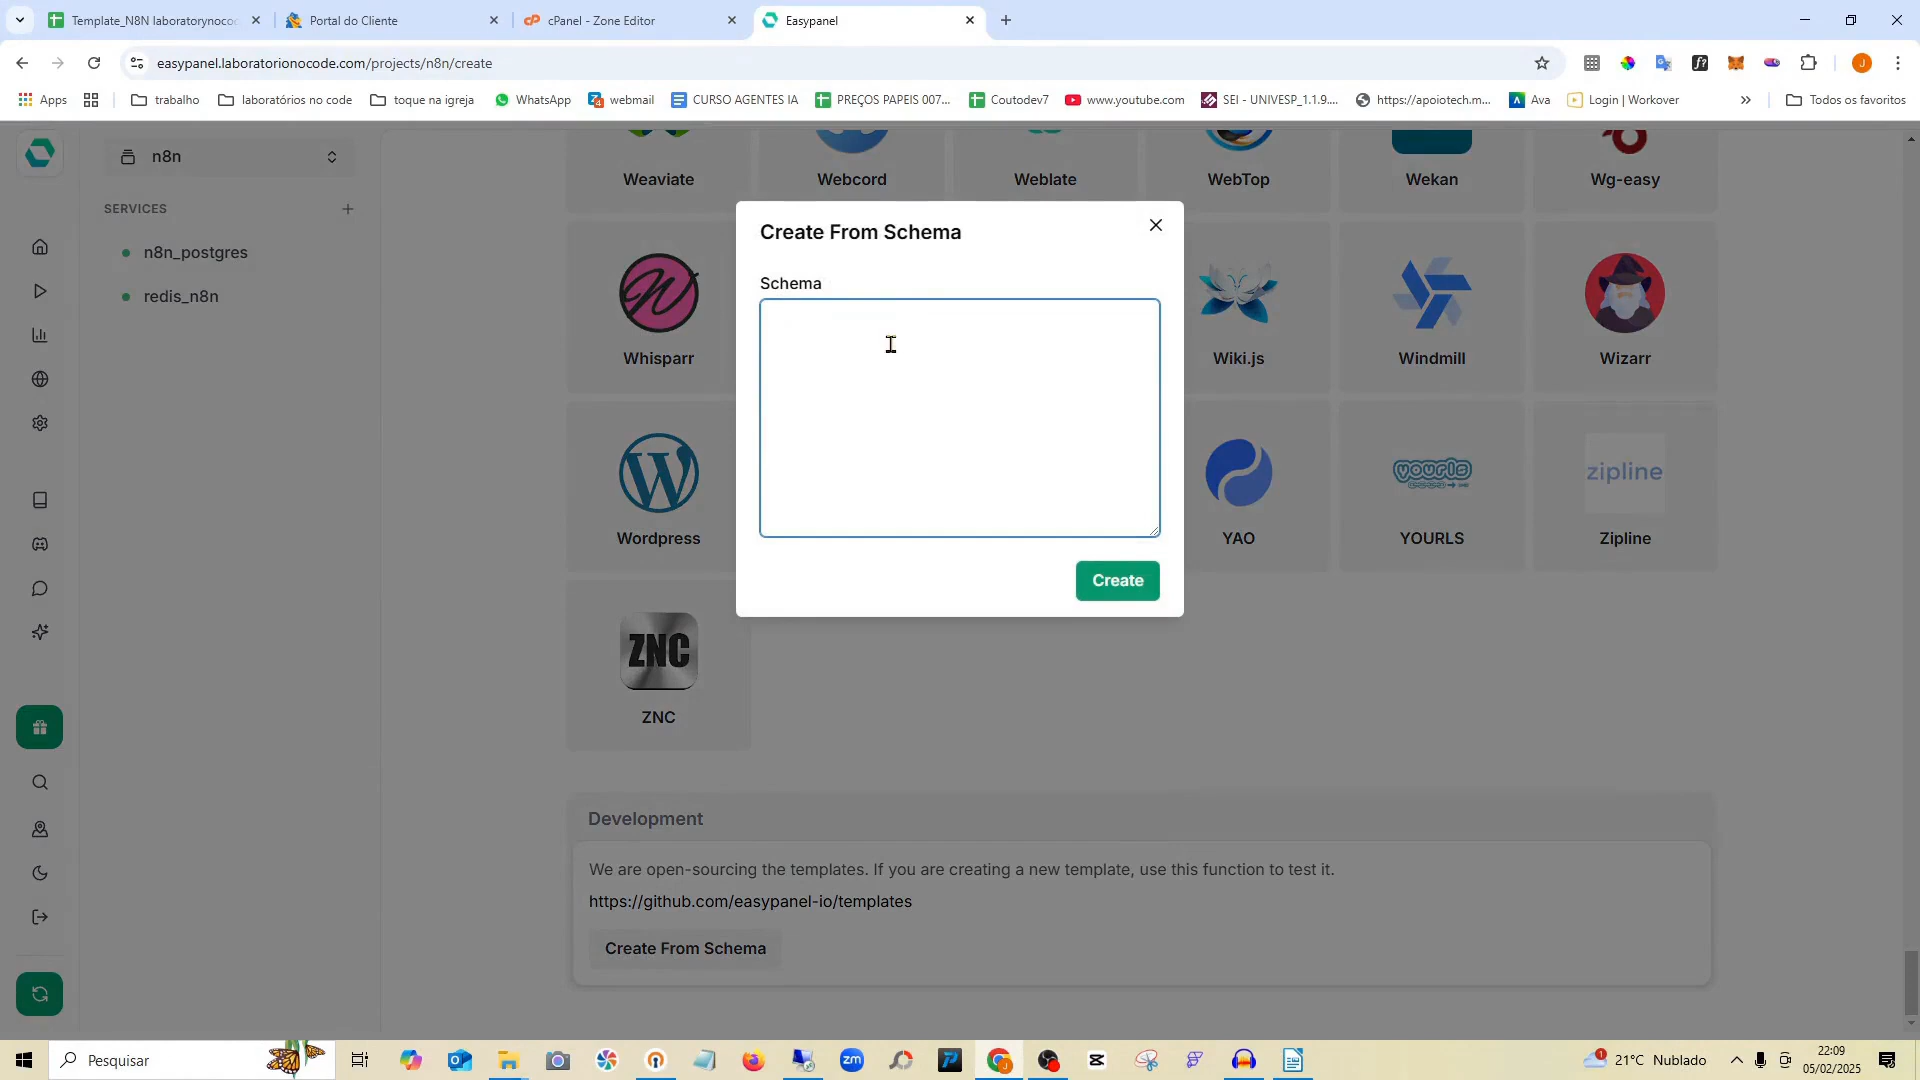 Template_N8N laboratorynoco
Portal do Cliente
cPanel - Zone Editor
Easypanel
easypanel.laboratorionocode.com/projects/n8n/create
Apps
trabalho
laboratórios no code
toque na igreja
WhatsApp
webmail
CURSO AGENTES IA
PREÇOS PAPEIS 007...
Coutodev7
www.youtube.com
SEI - UNIVESP_1.1.9....
https://apoiotech.m...
Ava
Login | Workover
Todos os favoritos
n8n
SERVICES
n8n_postgres
redis_n8n
Weaviate
Webcord
Weblate
WebTop
Wekan
Wg-easy
Create From Schema
Schema
Whisparr
Wiki.js
Windmill
Wizarr
yourls
zipline
Wordpress
YAO
YOURLS
Zipline
Create
ZNC
ZNC
Development
We are open-sourcing the templates. If you are creating a new template, use this function to test it.
https://github.com/easypanel-io/templates
Create From Schema
Pesquisar
zm
1
21°C Nublado
22:09
05/02/2025